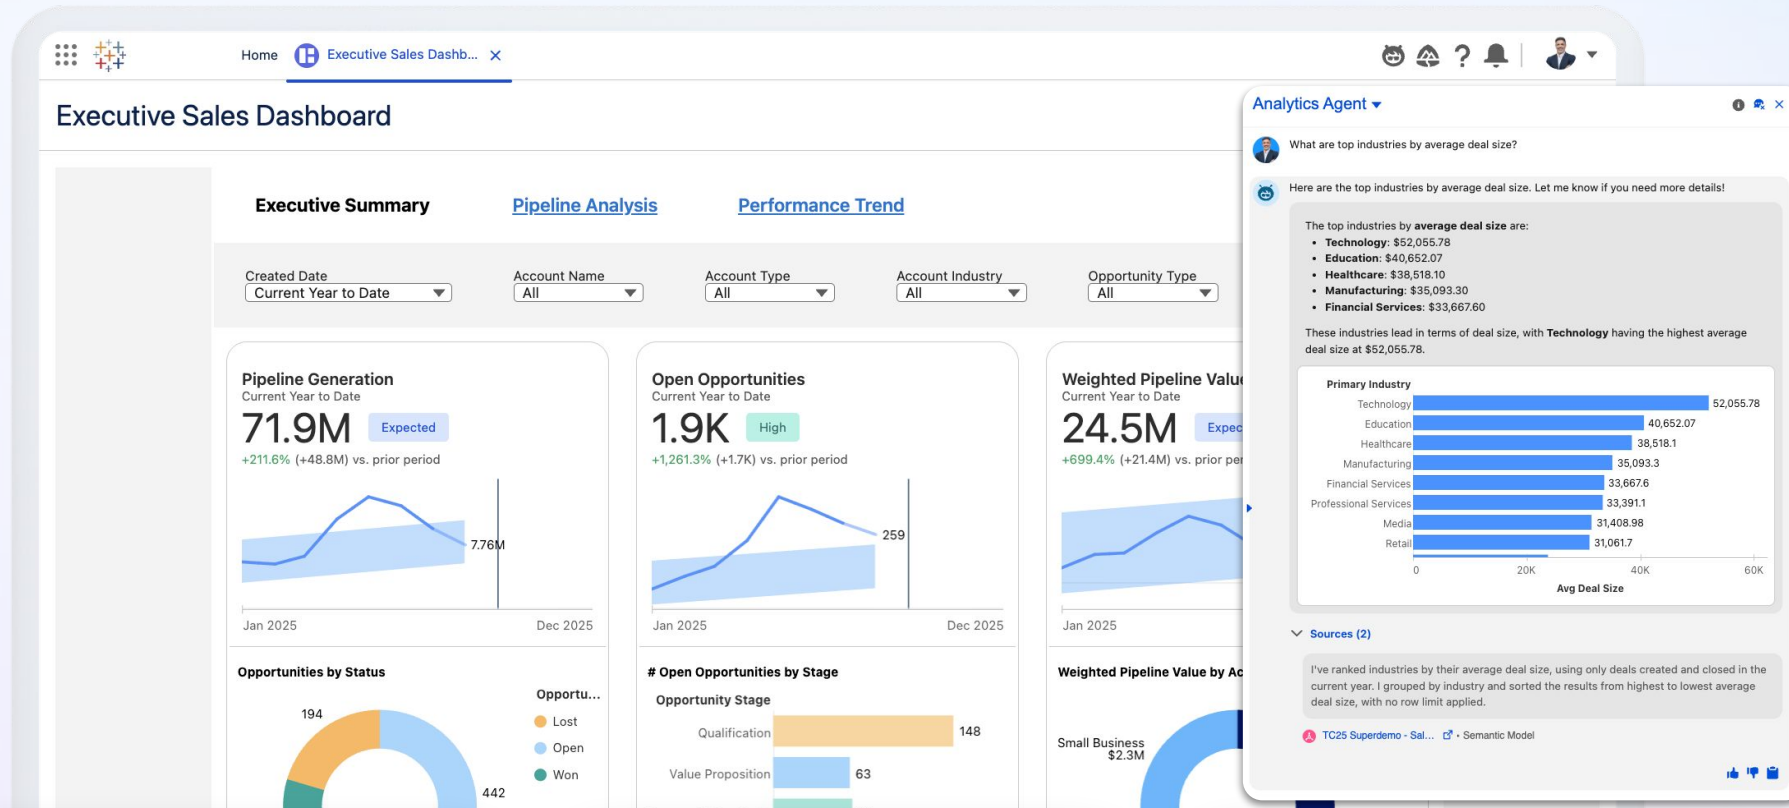 Home
Executive Sales Dashb...
Executive Sales Dashboard
Executive Summary
Pipeline Analysis
Performance Trend
Created Date
Current Year to Date
Account Name
All
Account Type
All
Account Industry
All
Opportunity Type
All
Pipeline Generation
Current Year to Date
71.9M
Expected
+211.6% (+48.8M) vs. prior period
7.76M
Jan 2025
Dec 2025
Opportunities by Status
194
442
Opportu...
Lost
Open
Won
Open Opportunities
Current Year to Date
1.9K
High
+1,261.3% (+1.7K) vs. prior period
259
Jan 2025
Dec 2025
# Open Opportunities by Stage
Opportunity Stage
Qualification
148
Value Proposition
63
Weighted Pipeline Value
Current Year to Date
24.5M
Expec
+699.4% (+21.4M) vs. prior per
Jan 2025
Weighted Pipeline Value by Ac
Small Business
$2.3M
Analytics Agent
What are top industries by average deal size?
Here are the top industries by average deal size. Let me know if you need more details!
The top industries by average deal size are:
• Technology: $52,055.78
• Education: $40,652.07
• Healthcare: $38,518.10
• Manufacturing: $35,093.30
• Financial Services: $33,667.60
These industries lead in terms of deal size, with Technology having the highest average
deal size at $52,055.78.
Primary Industry
Technology 52,055.78
Education 40,652.07
Healthcare 38,518.1
Manufacturing 35,093.3
Financial Services 33,667.6
Professional Services 33,391.1
Media 31,408.98
Retail 31,061.7
0 20K 40K 60K
Avg Deal Size
Sources (2)
I've ranked industries by their average deal size, using only deals created and closed in the
current year. I grouped by industry and sorted the results from highest to lowest average
deal size, with no row limit applied.
TC25 Superdemo - Sal... • Semantic Model